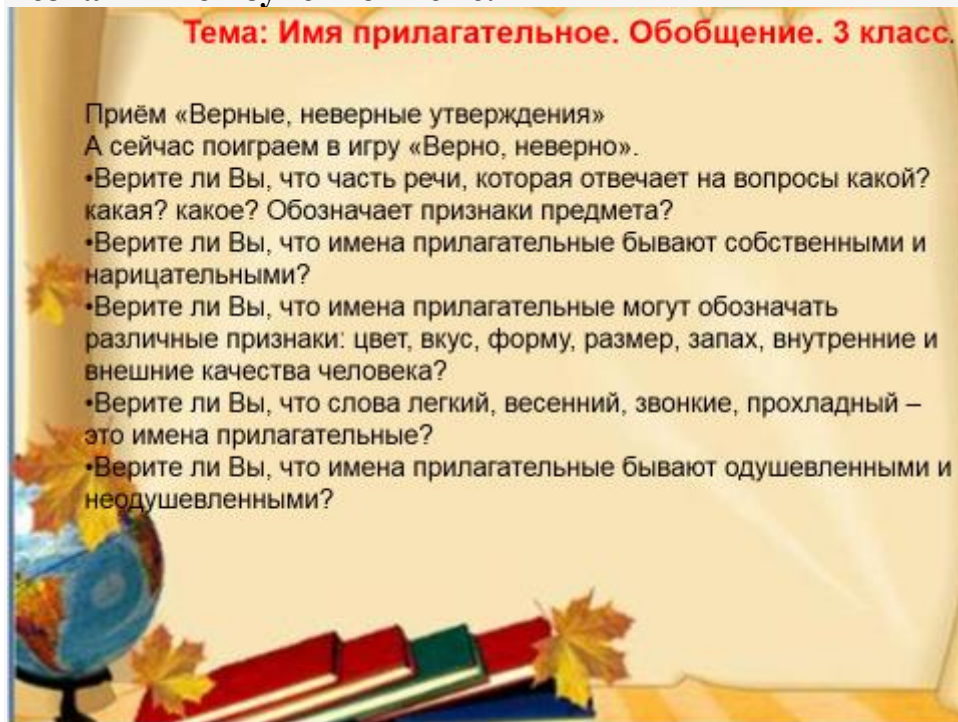 Тема: Имя прилагательное. Обобщение. 3 класс.
Приём «Верные, неверные утверждения»
А сейчас поиграем в игру «Верно, неверно».
•Верите ли Вы, что часть речи, которая отвечает на вопросы какой?
какая? какое? Обозначает признаки предмета?
•Верите ли Вы, что имена прилагательные бывают собственными и
нарицательными?
•Верите ли Вы, что имена прилагательные могут обозначать
различные признаки: цвет, вкус, форму, размер, запах, внутренние и
внешние качества человека?
•Верите ли Вы, что слова легкий, весенний, звонкие, прохладный –
это имена прилагательные?
•Верите ли Вы, что имена прилагательные бывают одушевленными и
неодушевленными?